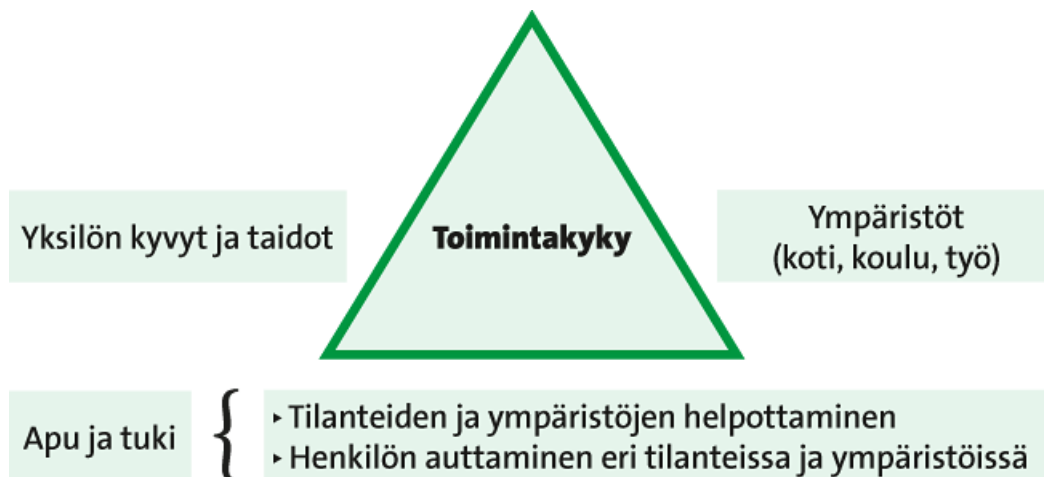 Yksilön kyvyt ja taidot
Toimintakyky
Ympäristöt
(koti, koulu, työ)
Apu ja tuki
{
‣ Tilanteiden ja ympäristöjen helpottaminen
‣ Henkilön auttaminen eri tilanteissa ja ympäristöissä